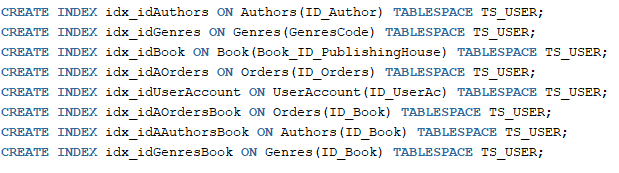 CREATE INDEX idx_idAuthors ON Authors(ID_Author) TABLESPACE TS_USER;
CREATE INDEX idx_idGenres ON Genres(GenresCode) TABLESPACE TS_USER;
CREATE INDEX idx_idBook ON Book(Book_ID_PublishingHouse) TABLESPACE TS_USER;
CREATE INDEX idx_idAOrders ON Orders(ID_Orders) TABLESPACE TS_USER;
CREATE INDEX idx_idUserAccount ON UserAccount(ID_UserAc) TABLESPACE TS_USER;
CREATE INDEX idx_idAOrdersBook ON Orders(ID_Book) TABLESPACE TS_USER;
CREATE INDEX idx_idAAuthorsBook ON Authors(ID_Book) TABLESPACE TS_USER;
CREATE INDEX idx_idGenresBook ON Genres(ID_Book) TABLESPACE TS_USER;